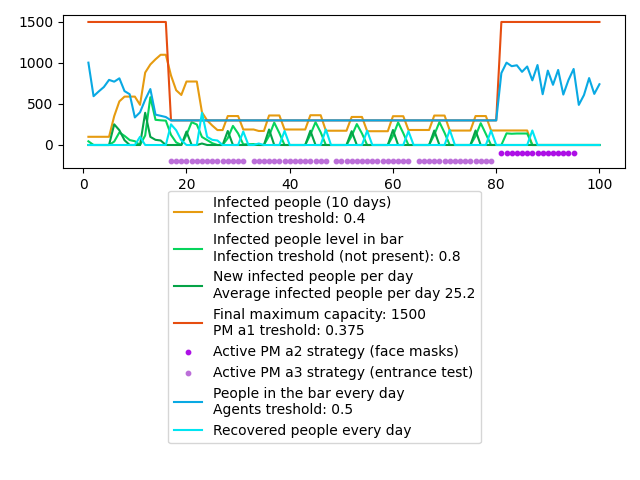 1500
1000
500
0
0 20 40 60 80 100
Infected people (10 days)
Infection treshold: 0.4
Infected people level in bar
Infection treshold (not present): 0.8
New infected people per day
Average infected people per day 25.2
Final maximum capacity: 1500
PM a1 treshold: 0.375
Active PM a2 strategy (face masks)
Active PM a3 strategy (entrance test)
People in the bar every day
Agents treshold: 0.5
Recovered people every day